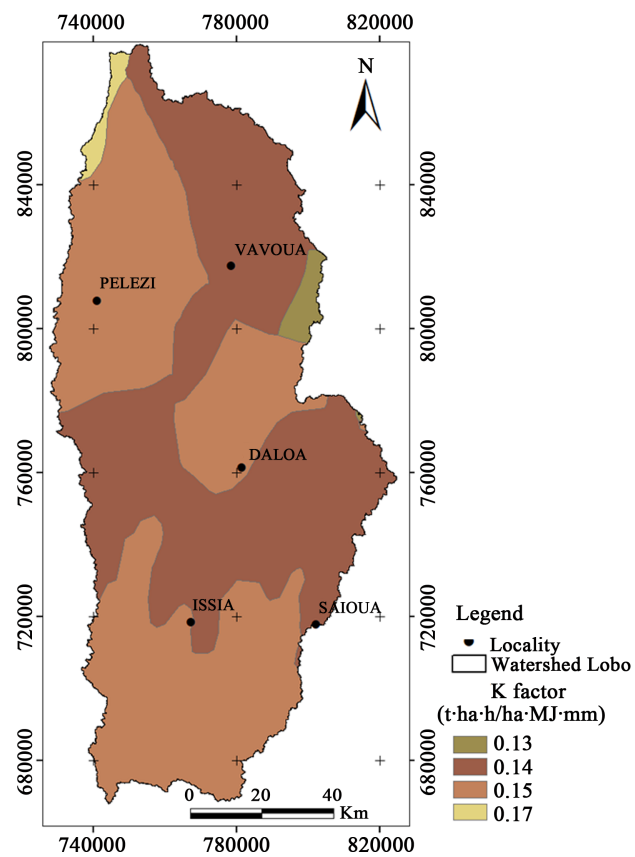 740000 780000 820000
N
840000 840000
VAVOUA
PELEZI
800000 800000
DALOA
760000 760000
ISSIA
SAIOUA
720000 720000
Legend
Locality
Watershed Lobo
K factor
(t·ha·h/ha·MJ·mm)
0.13
0.14
0.15
0.17
680000 680000
0 20 40
Km
740000 780000 820000